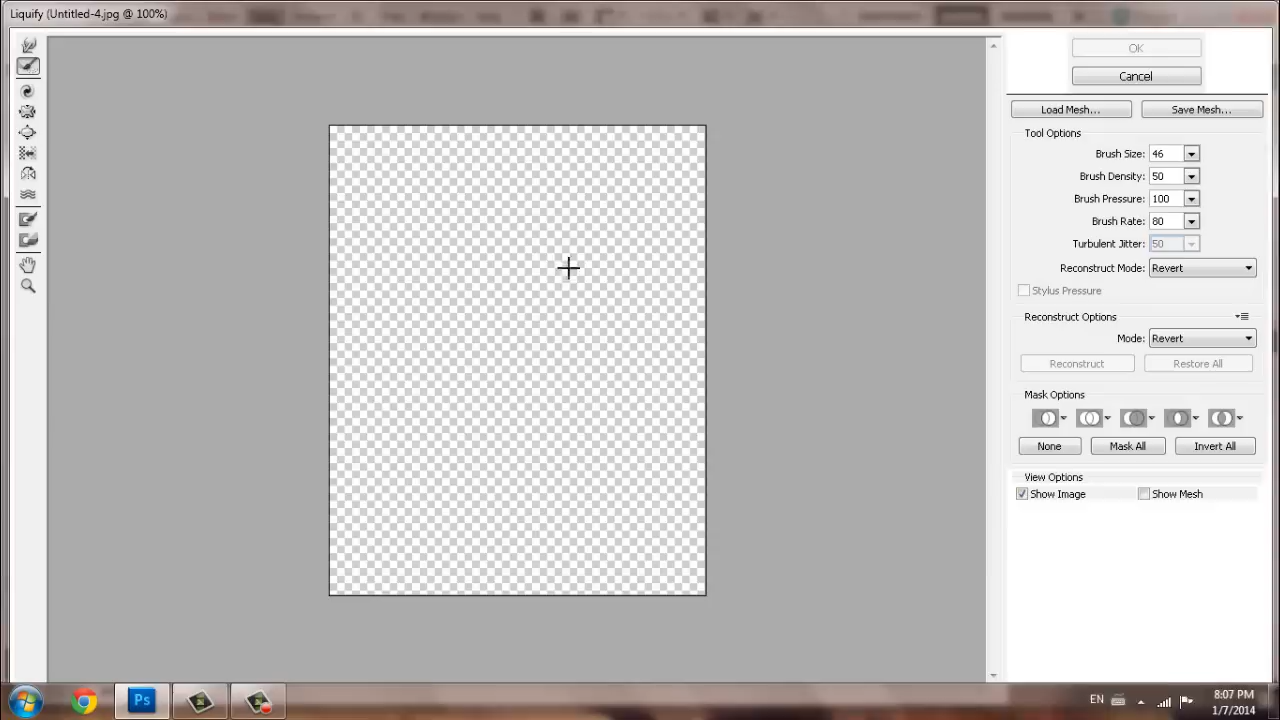 Liquify (Untitled-4.jpg @ 100%)
OK
Cancel
Load Mesh... Save Mesh...
Tool Options
Brush Size: 46
Brush Density: 50
Brush Pressure: 100
Brush Rate: 80
Turbulent Jitter: 50
Reconstruct Mode: Revert
Stylus Pressure
Reconstruct Options
Mode: Revert
Reconstruct Restore All
Mask Options
None Mask All Invert All
View Options
Show Image Show Mesh
Ps
EN
8:07 PM
1/7/2014